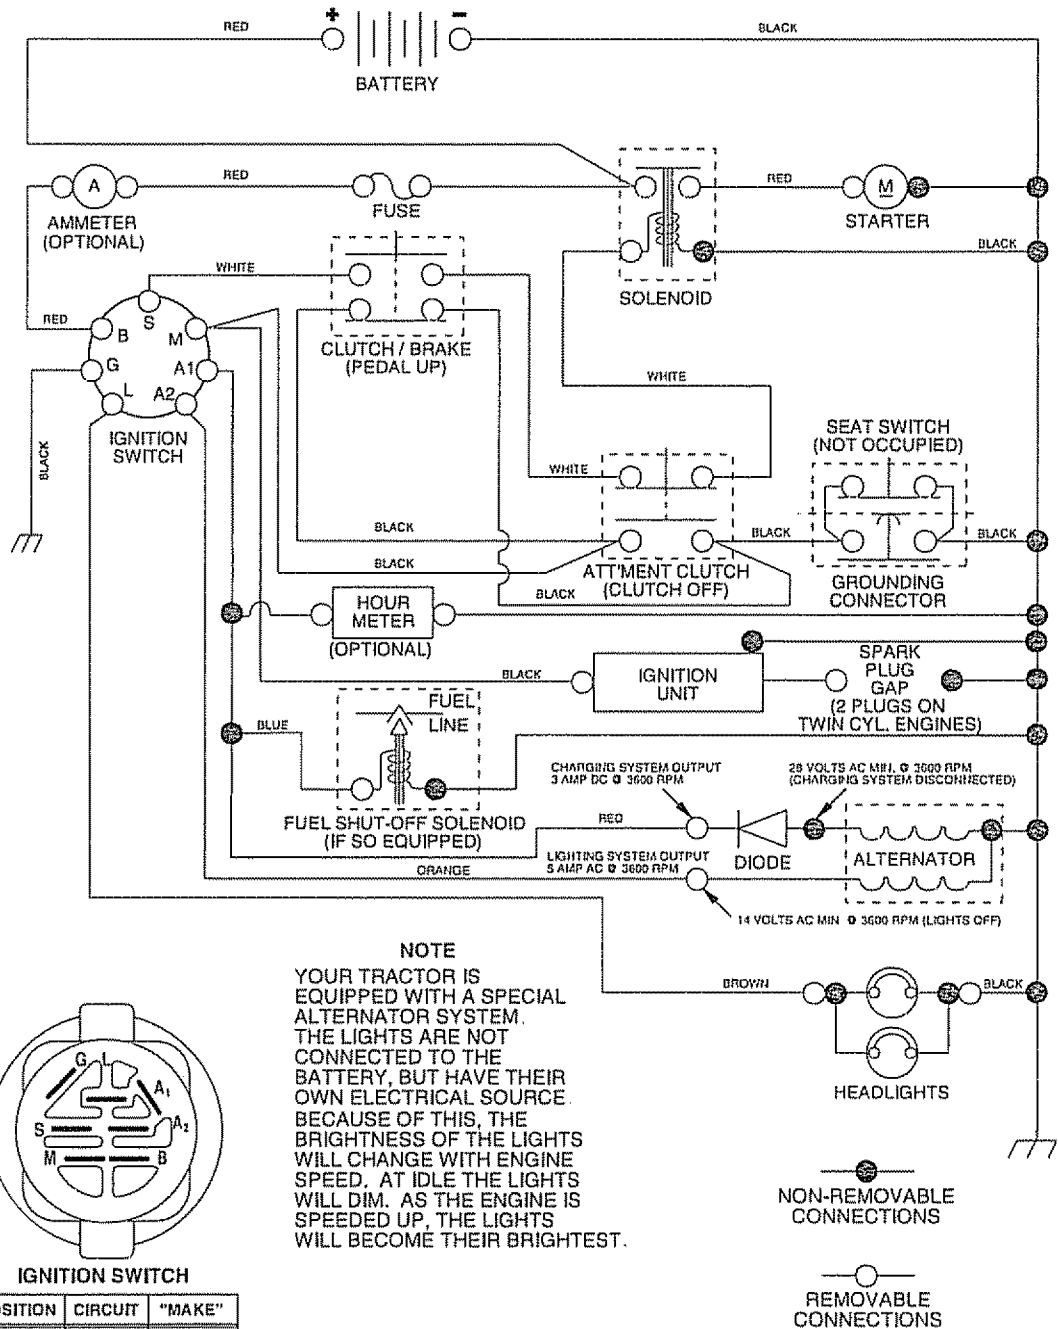 + −
RED
BLACK
BATTERY
A
RED
FUSE
RED
M
STARTER
AMMETER
(OPTIONAL)
SOLENOID
BLACK
WHITE
RED
S
B
M
G
A1
L
A2
IGNITION
SWITCH
BLACK
CLUTCH / BRAKE
(PEDAL UP)
WHITE
WHITE
SEAT SWITCH
(NOT OCCUPIED)
BLACK
BLACK
BLACK
BLACK
BLACK
ATT'MENT CLUTCH
(CLUTCH OFF)
GROUNDING
CONNECTOR
BLACK
HOUR
METER
(OPTIONAL)
BLACK
IGNITION
UNIT
SPARK
PLUG
GAP
(2 PLUGS ON
TWIN CYL. ENGINES)
BLUE
FUEL
LINE
FUEL SHUT-OFF SOLENOID
(IF SO EQUIPPED)
CHARGING SYSTEM OUTPUT
3 AMP DC @ 3600 RPM
28 VOLTS AC MIN. @ 3600 RPM
(CHARGING SYSTEM DISCONNECTED)
RED
DIODE
ALTERNATOR
LIGHTING SYSTEM OUTPUT
5 AMP AC @ 3600 RPM
ORANGE
14 VOLTS AC MIN @ 3600 RPM (LIGHTS OFF)
BROWN
BLACK
HEADLIGHTS
NOTE
YOUR TRACTOR IS
EQUIPPED WITH A SPECIAL
ALTERNATOR SYSTEM.
THE LIGHTS ARE NOT
CONNECTED TO THE
BATTERY, BUT HAVE THEIR
OWN ELECTRICAL SOURCE.
BECAUSE OF THIS, THE
BRIGHTNESS OF THE LIGHTS
WILL CHANGE WITH ENGINE
SPEED. AT IDLE THE LIGHTS
WILL DIM. AS THE ENGINE IS
SPEEDED UP, THE LIGHTS
WILL BECOME THEIR BRIGHTEST.
G L
A1
A2
S
M
B
IGNITION SWITCH
SITION CIRCUIT "MAKE"
NON-REMOVABLE
CONNECTIONS
REMOVABLE
CONNECTIONS